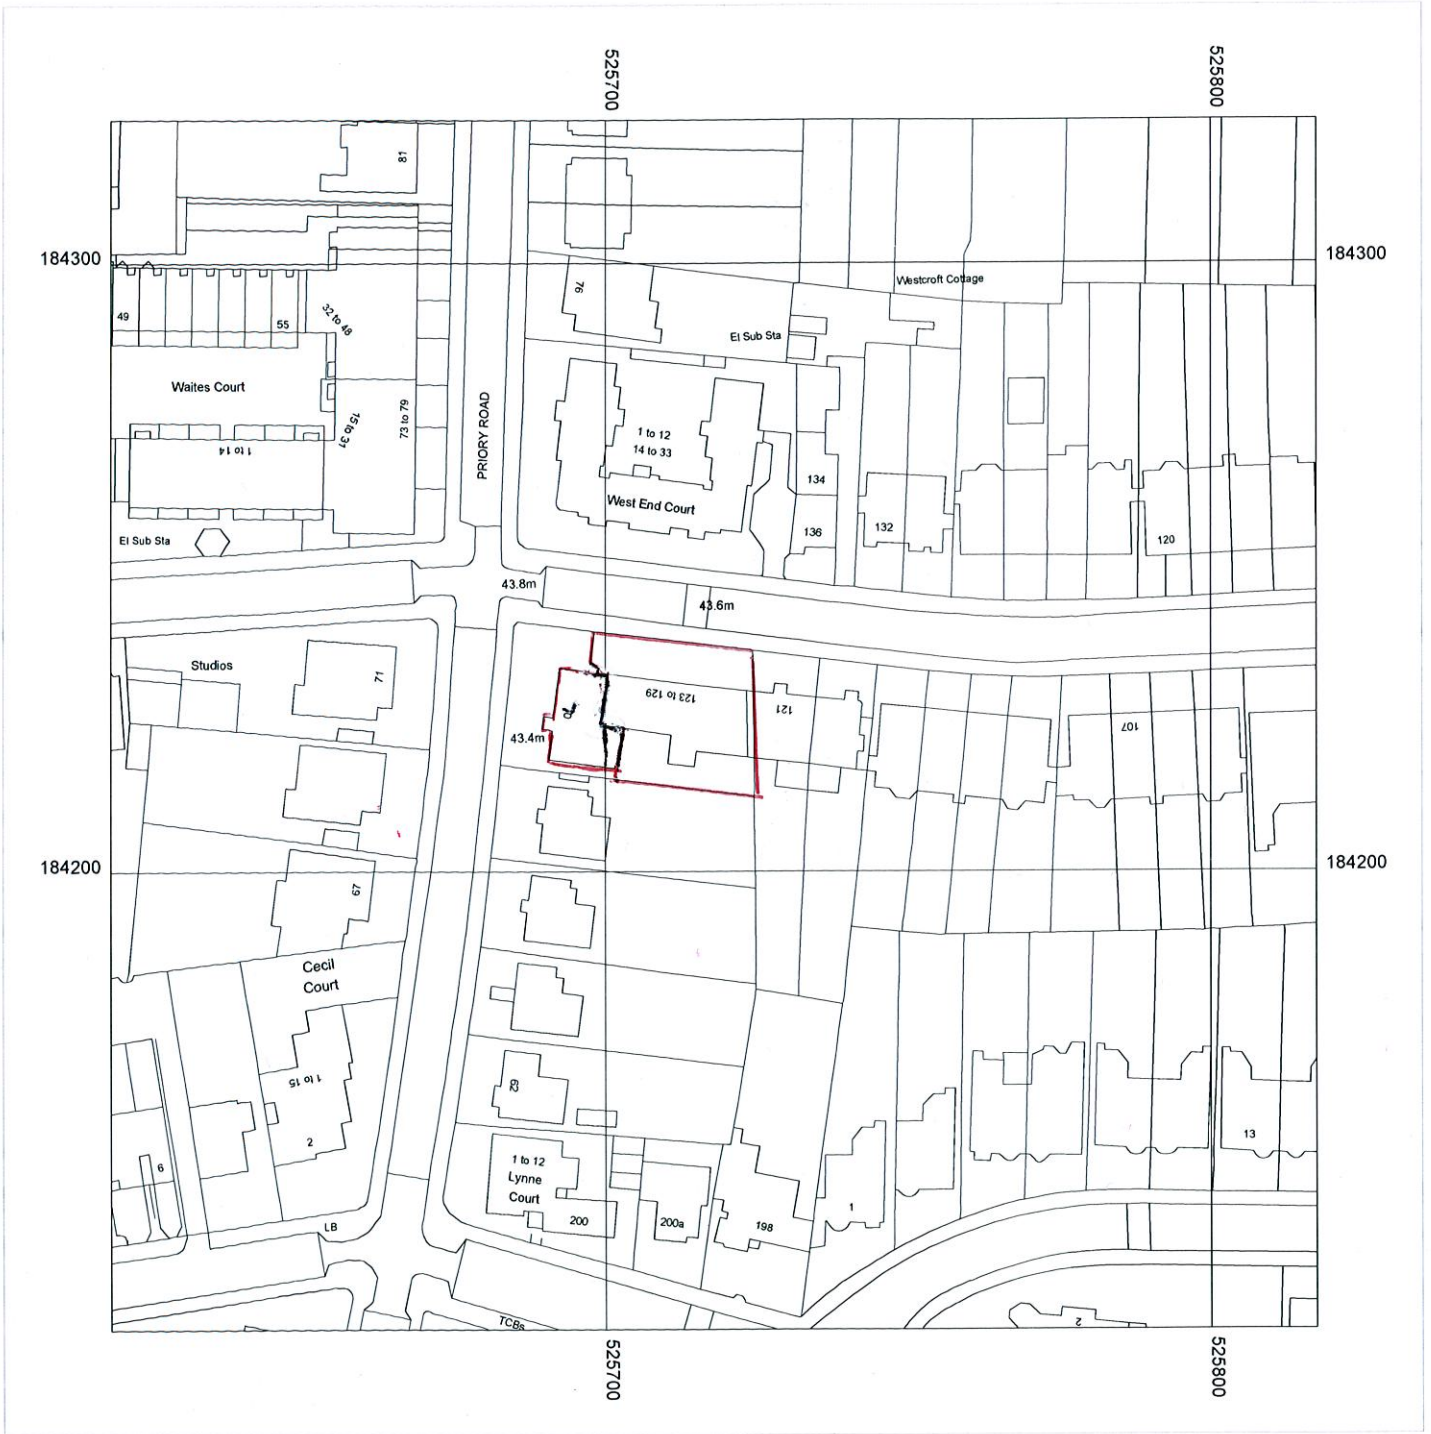 525700
525800
81
184300
184300
Westcroft Cottage
76
49
55
32 to 48
El Sub Sta
Waites Court
73 to 79
15 to 31
PRIORY ROAD
1 to 12
14 to 33
1 to 14
134
West End Court
136
132
120
El Sub Sta
43.8m
43.6m
Studios
71
123 to 129
121
107
43.4m
184200
184200
67
Cecil
Court
1 to 15
62
2
13
6
1 to 12
Lynne
Court
200
200a
198
1
LB
TCBs
2
525700
525800